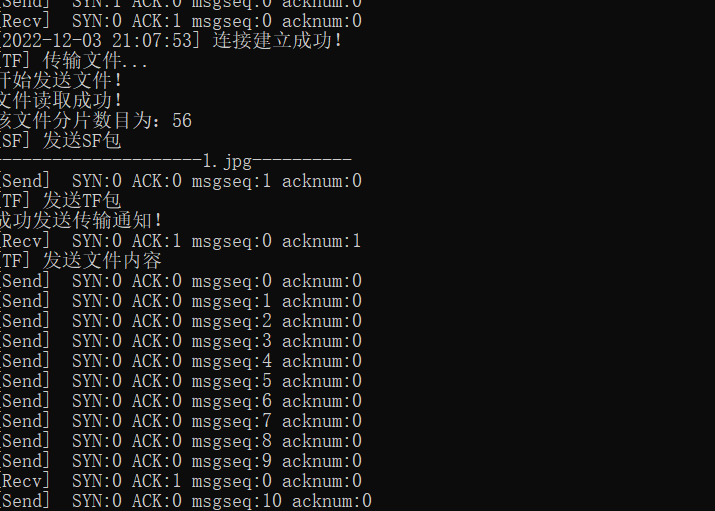 [Send]  SYN:1 ACK:0 msgseq:0 acknum:0
[Recv]  SYN:0 ACK:1 msgseq:0 acknum:0
[2022-12-03 21:07:53] 连接建立成功!
[TF] 传输文件...
开始发送文件!
文件读取成功!
该文件分片数目为: 56
[SF] 发送SF包
---------------------1.jpg----------
[Send]  SYN:0 ACK:0 msgseq:1 acknum:0
[TF] 发送TF包
成功发送传输通知!
[Recv]  SYN:0 ACK:1 msgseq:0 acknum:1
[TF] 发送文件内容
[Send]  SYN:0 ACK:0 msgseq:0 acknum:0
[Send]  SYN:0 ACK:0 msgseq:1 acknum:0
[Send]  SYN:0 ACK:0 msgseq:2 acknum:0
[Send]  SYN:0 ACK:0 msgseq:3 acknum:0
[Send]  SYN:0 ACK:0 msgseq:4 acknum:0
[Send]  SYN:0 ACK:0 msgseq:5 acknum:0
[Send]  SYN:0 ACK:0 msgseq:6 acknum:0
[Send]  SYN:0 ACK:0 msgseq:7 acknum:0
[Send]  SYN:0 ACK:0 msgseq:8 acknum:0
[Send]  SYN:0 ACK:0 msgseq:9 acknum:0
[Recv]  SYN:0 ACK:1 msgseq:0 acknum:0
[Send]  SYN:0 ACK:0 msgseq:10 acknum:0